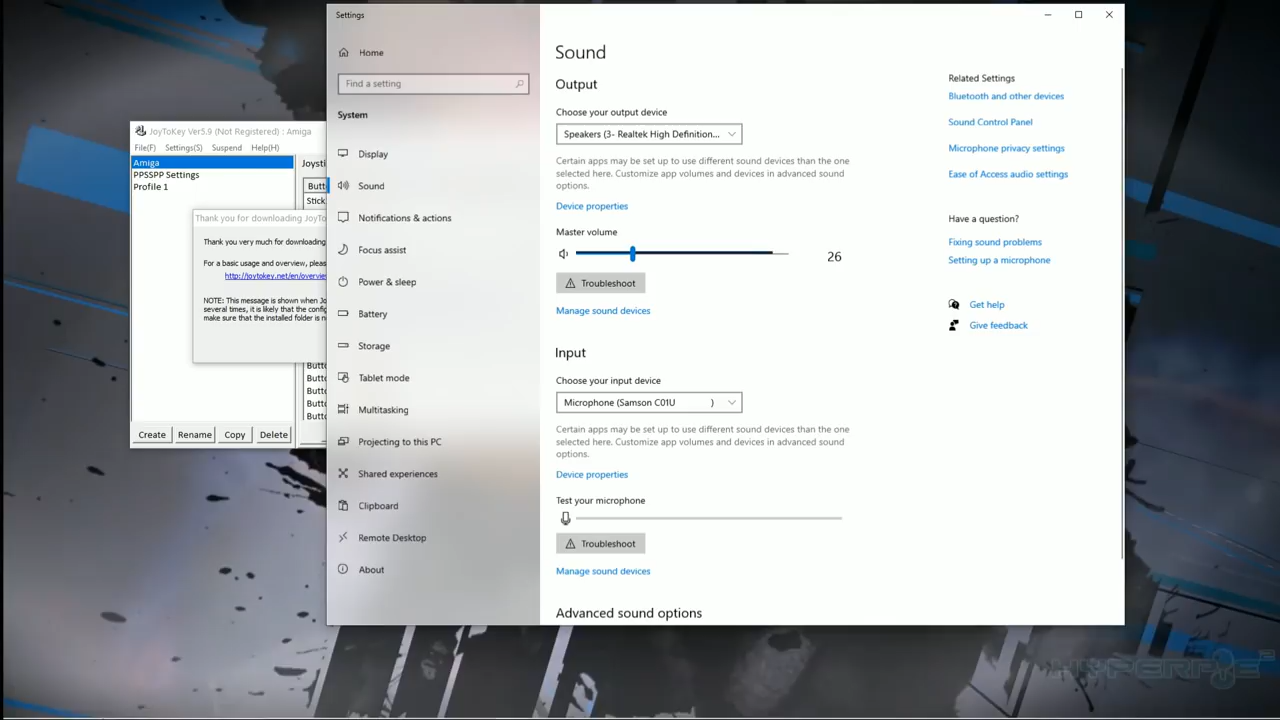 Settings
Home
Find a setting
System
Display
Sound
Notifications & actions
Focus assist
Power & sleep
Battery
Storage
Tablet mode
Multitasking
Projecting to this PC
Shared experiences
Clipboard
Remote Desktop
About
Sound
Output
Choose your output device
Speakers (3- Realtek High Definition...
Certain apps may be set up to use different sound devices than the one
selected here. Customize app volumes and devices in advanced sound
options.
Device properties
Master volume
26
Troubleshoot
Manage sound devices
Input
Choose your input device
Microphone (Samson C01U )
Certain apps may be set up to use different sound devices than the one
selected here. Customize app volumes and devices in advanced sound
options.
Device properties
Test your microphone
Troubleshoot
Manage sound devices
Advanced sound options
Related Settings
Bluetooth and other devices
Sound Control Panel
Microphone privacy settings
Ease of Access audio settings
Have a question?
Fixing sound problems
Setting up a microphone
Get help
Give feedback
JoyToKey Ver5.9 (Not Registered) : Amiga
File(F) Settings(S) Suspend Help(H)
Amiga
PPSSPP Settings
Profile 1
Joysti
Butt
Stick
Thank you for downloading JoyTo
Thank you very much for downloading
For a basic usage and overview, pleas
http://joytokey.net/en/overvie
NOTE: This message is shown when Jo
several times, it is likely that the config
make sure that the installed folder is n
Butto
Butto
Butto
Butto
Butto
Create Rename Copy Delete